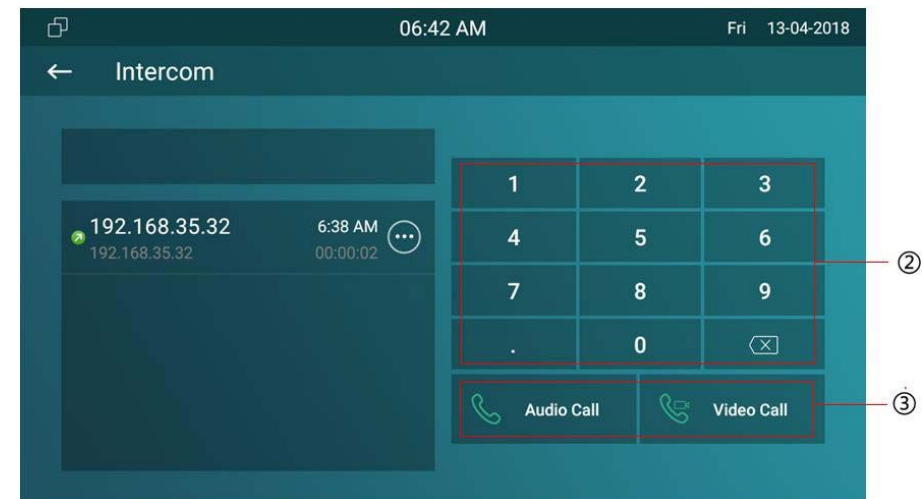 06:42 AM Fri 13-04-2018
← Intercom
192.168.35.32 6:38 AM
192.168.35.32 00:00:02
1 2 3
4 5 6
7 8 9
. 0
Audio Call Video Call
②
③